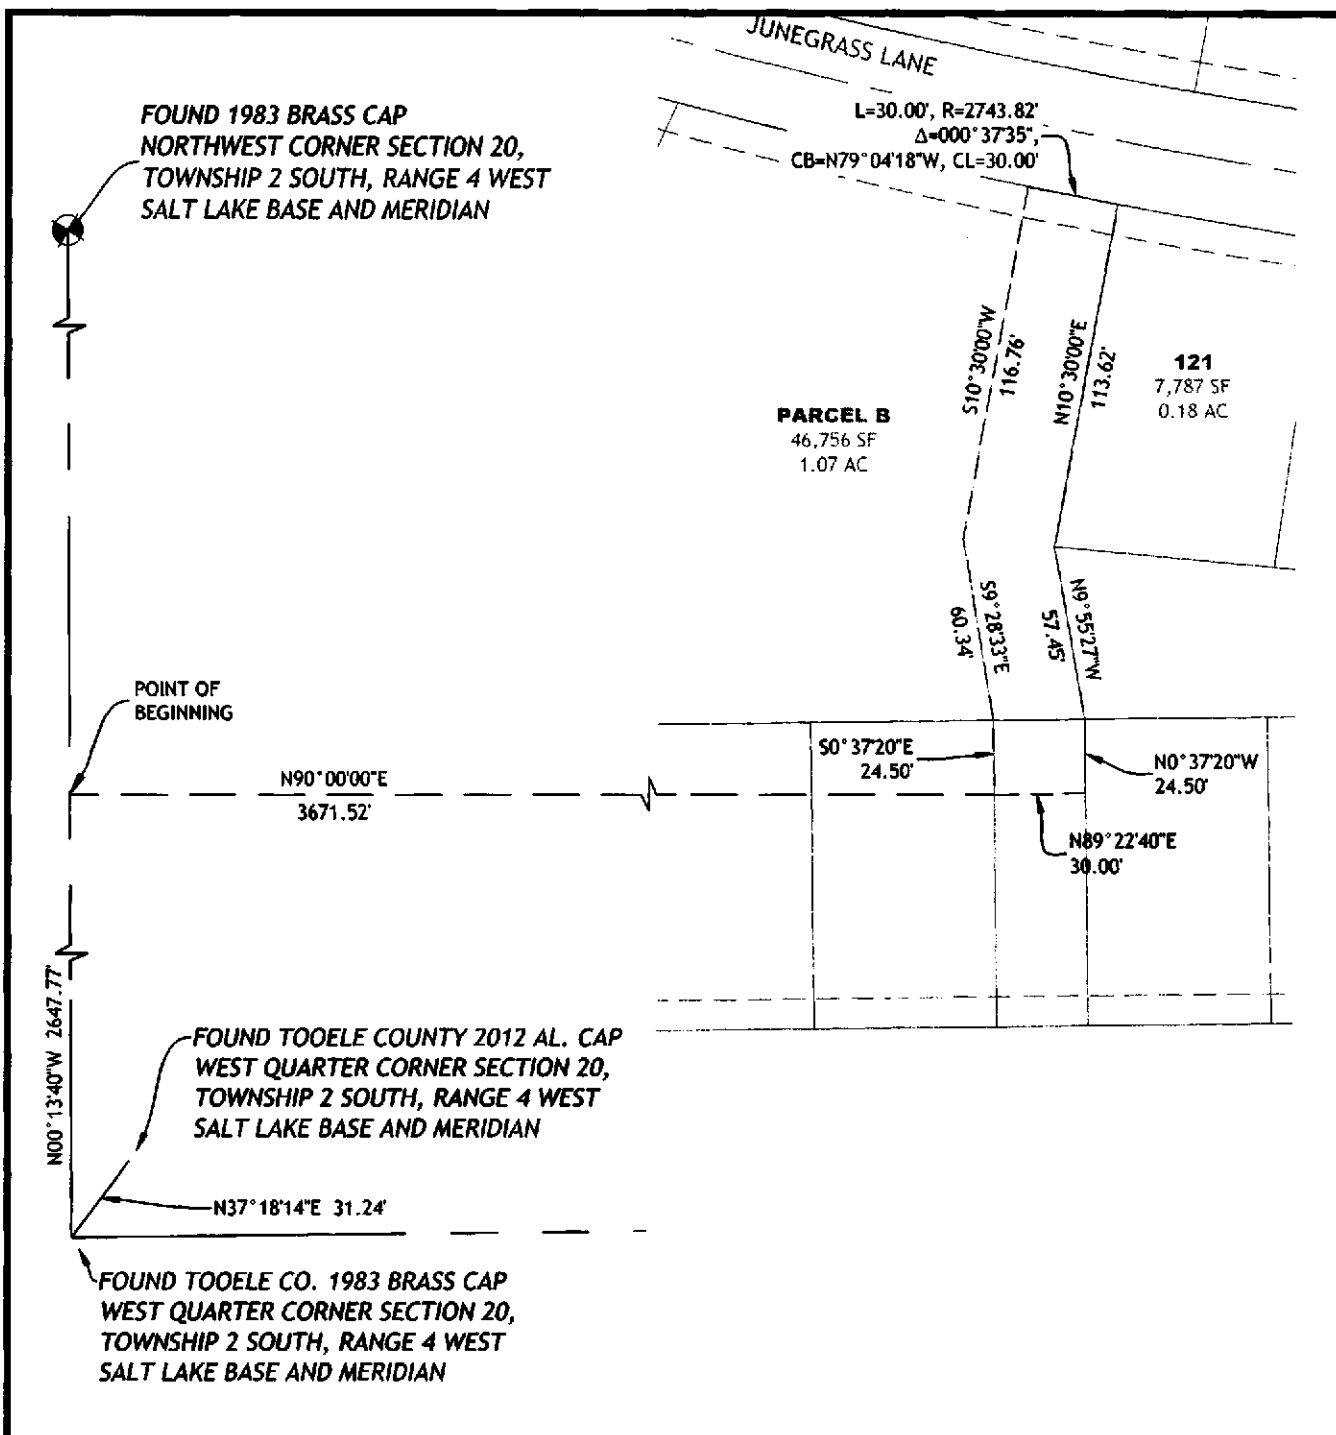 JUNEGRASS LANE
L=30.00', R=2743.82'
Δ=000°37'35",
CB=N79°04'18"W, CL=30.00'
FOUND 1983 BRASS CAP
NORTHWEST CORNER SECTION 20,
TOWNSHIP 2 SOUTH, RANGE 4 WEST
SALT LAKE BASE AND MERIDIAN
S10°30'00"W
116.76'
N10°30'00"E
113.62'
121
7,787 SF
0.18 AC
PARCEL B
46,756 SF
1.07 AC
S9°28'33"E
60.34'
N9°55'27"W
57.45'
POINT OF
BEGINNING
N90°00'00"E
3671.52'
S0°37'20"E
24.50'
N0°37'20"W
24.50'
N89°22'40"E
30.00'
N00°13'40"W 2647.77'
FOUND TOOELE COUNTY 2012 AL. CAP
WEST QUARTER CORNER SECTION 20,
TOWNSHIP 2 SOUTH, RANGE 4 WEST
SALT LAKE BASE AND MERIDIAN
N37°18'14"E 31.24'
FOUND TOOELE CO. 1983 BRASS CAP
WEST QUARTER CORNER SECTION 20,
TOWNSHIP 2 SOUTH, RANGE 4 WEST
SALT LAKE BASE AND MERIDIAN